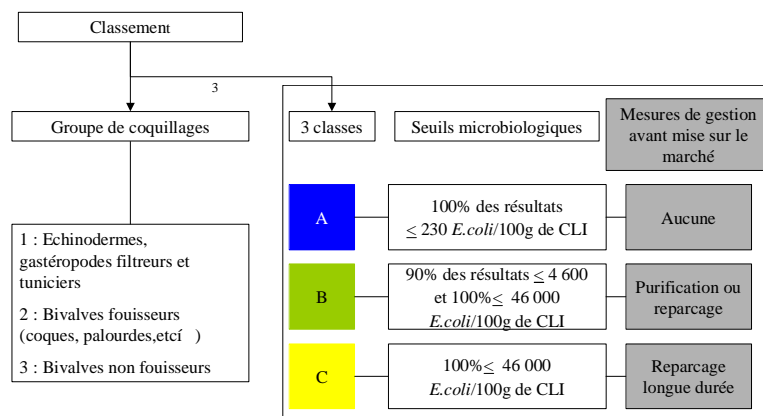 Classement
3
Groupe de coquillages
3 classes
Seuils microbiologiques
Mesures de gestion
avant mise sur le
marché
1 : Echinodermes,
gastéropodes filtreurs et
tuniciers
2 : Bivalves fouisseurs
(coques, palourdes,etcí )
3 : Bivalves non fouisseurs
A
100% des résultats
≤ 230 E.coli/100g de CLI
Aucune
B
90% des résultats ≤ 4 600
et 100%≤ 46 000
E.coli/100g de CLI
Purification ou
reparcage
C
100%≤ 46 000
E.coli/100g de CLI
Reparcage
longue durée